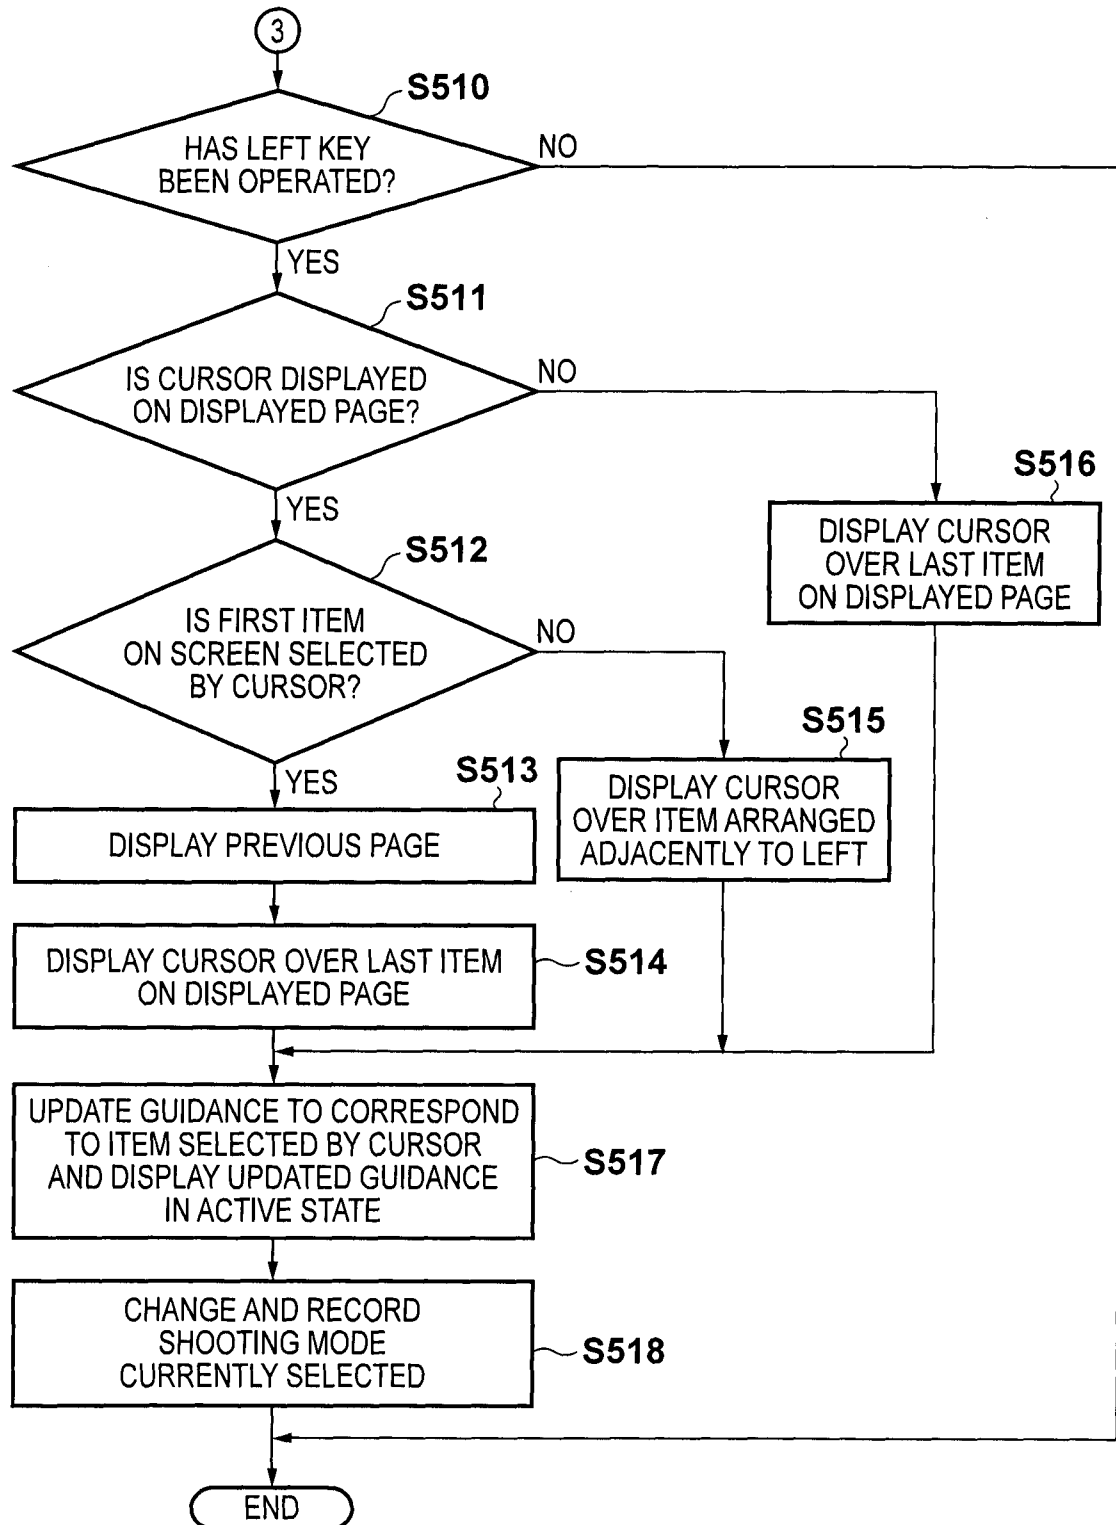 3
S510
HAS LEFT KEY
BEEN OPERATED?
NO
YES
S511
IS CURSOR DISPLAYED
ON DISPLAYED PAGE?
NO
YES
S516
DISPLAY CURSOR
OVER LAST ITEM
ON DISPLAYED PAGE
S512
IS FIRST ITEM
ON SCREEN SELECTED
BY CURSOR?
NO
YES
S515
DISPLAY CURSOR
OVER ITEM ARRANGED
ADJACENTLY TO LEFT
S513
DISPLAY PREVIOUS PAGE
DISPLAY CURSOR OVER LAST ITEM
ON DISPLAYED PAGE
S514
UPDATE GUIDANCE TO CORRESPOND
TO ITEM SELECTED BY CURSOR
AND DISPLAY UPDATED GUIDANCE
IN ACTIVE STATE
S517
CHANGE AND RECORD
SHOOTING MODE
CURRENTLY SELECTED
S518
END